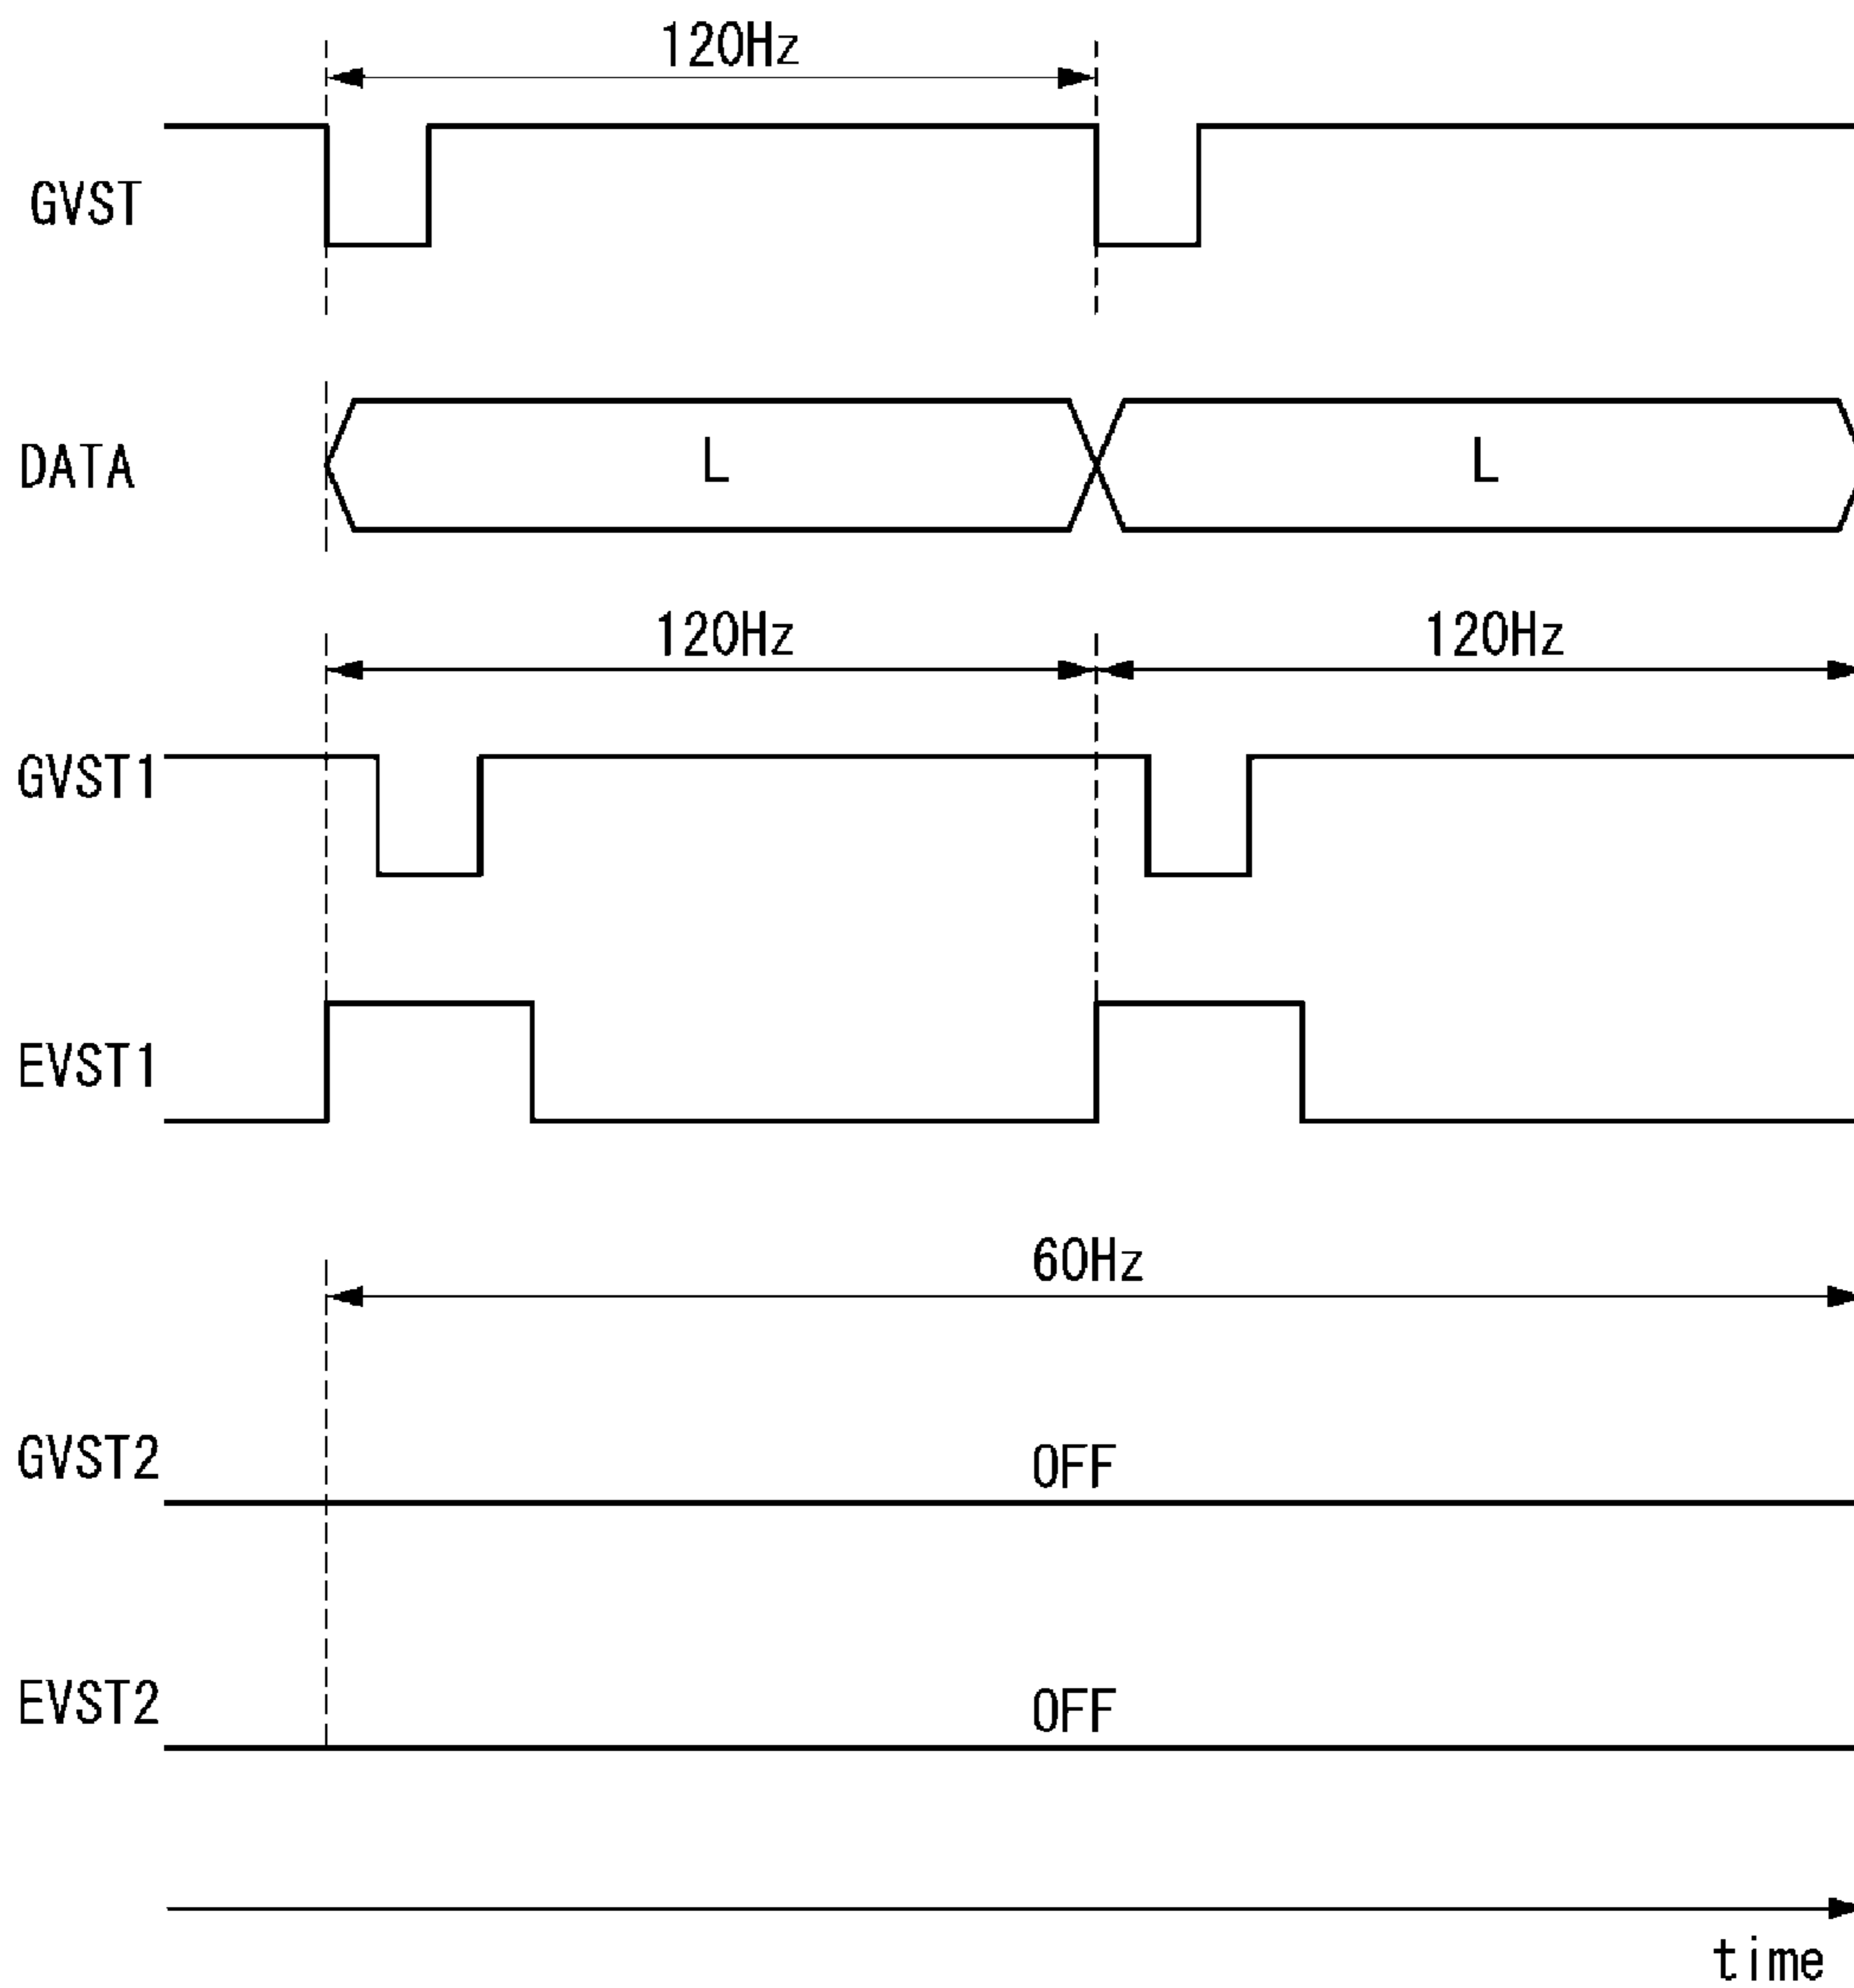 120Hz
GVST
DATA L L
120Hz 120Hz
GVST1
EVST1
60Hz
GVST2 OFF
EVST2 OFF
time